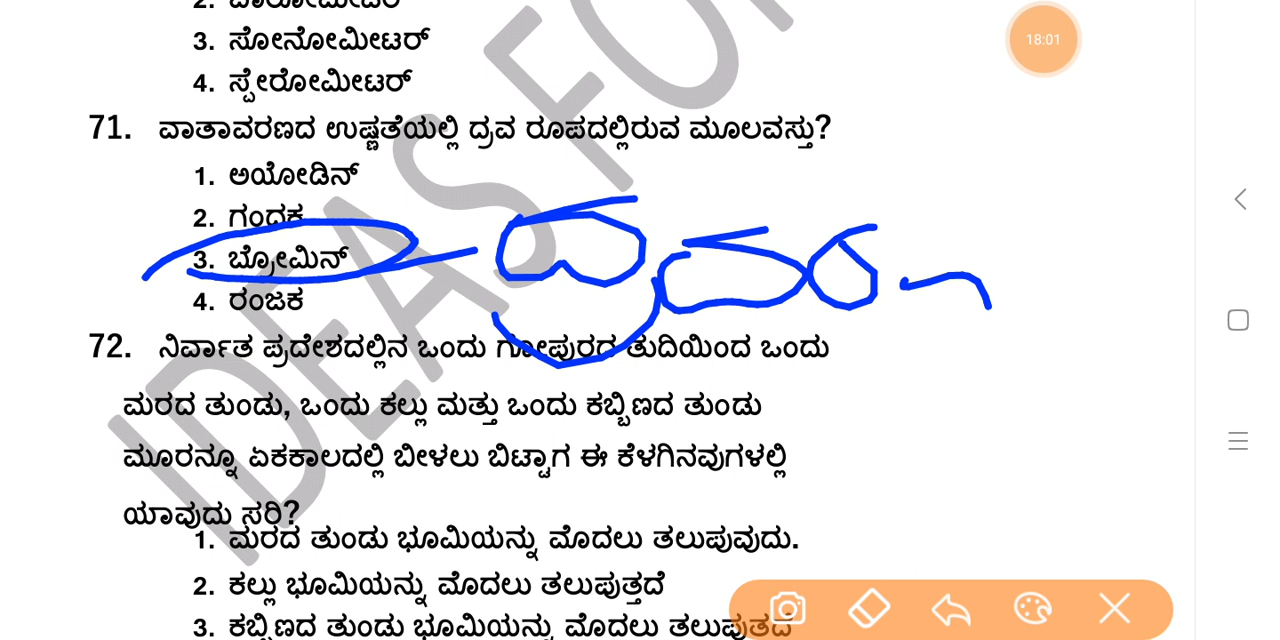 3. ಸೋನೋಮೀಟರ್
18:01
4. ಸ್ಪೇರೋಮೀಟರ್
71. ವಾತಾವರಣದ ಉಷ್ಣತೆಯಲ್ಲಿ ದ್ರವ ರೂಪದಲ್ಲಿರುವ ಮೂಲವಸ್ತು?
1. ಅಯೋಡಿನ್
2. ಗಂದಕ
3. ಬ್ರೋಮಿನ್
4. ರಂಜಕ
72. ನಿರ್ವಾತ ಪ್ರದೇಶದಲ್ಲಿನ ಒಂದು ಗೋಪುರದ ತುದಿಯಿಂದ ಒಂದು
ಮರದ ತುಂಡು, ಒಂದು ಕಲ್ಲು ಮತ್ತು ಒಂದು ಕಬ್ಬಿಣದ ತುಂಡು
ಮೂರನ್ನೂ ಏಕಕಾಲದಲ್ಲಿ ಬೀಳಲು ಬಿಟ್ಟಾಗ ಈ ಕೆಳಗಿನವುಗಳಲ್ಲಿ
ಯಾವುದು ಸರಿ?
1. ಮರದ ತುಂಡು ಭೂಮಿಯನ್ನು ಮೊದಲು ತಲುಪುವುದು.
2. ಕಲ್ಲು ಭೂಮಿಯನ್ನು ಮೊದಲು ತಲುಪುತ್ತದೆ
3. ಕಬ್ಬಿಣದ ತುಂಡು ಭೂಮಿಯನ್ನು ಮೊದಲು ತಲುಪುತದೆ
IDEAS FOR